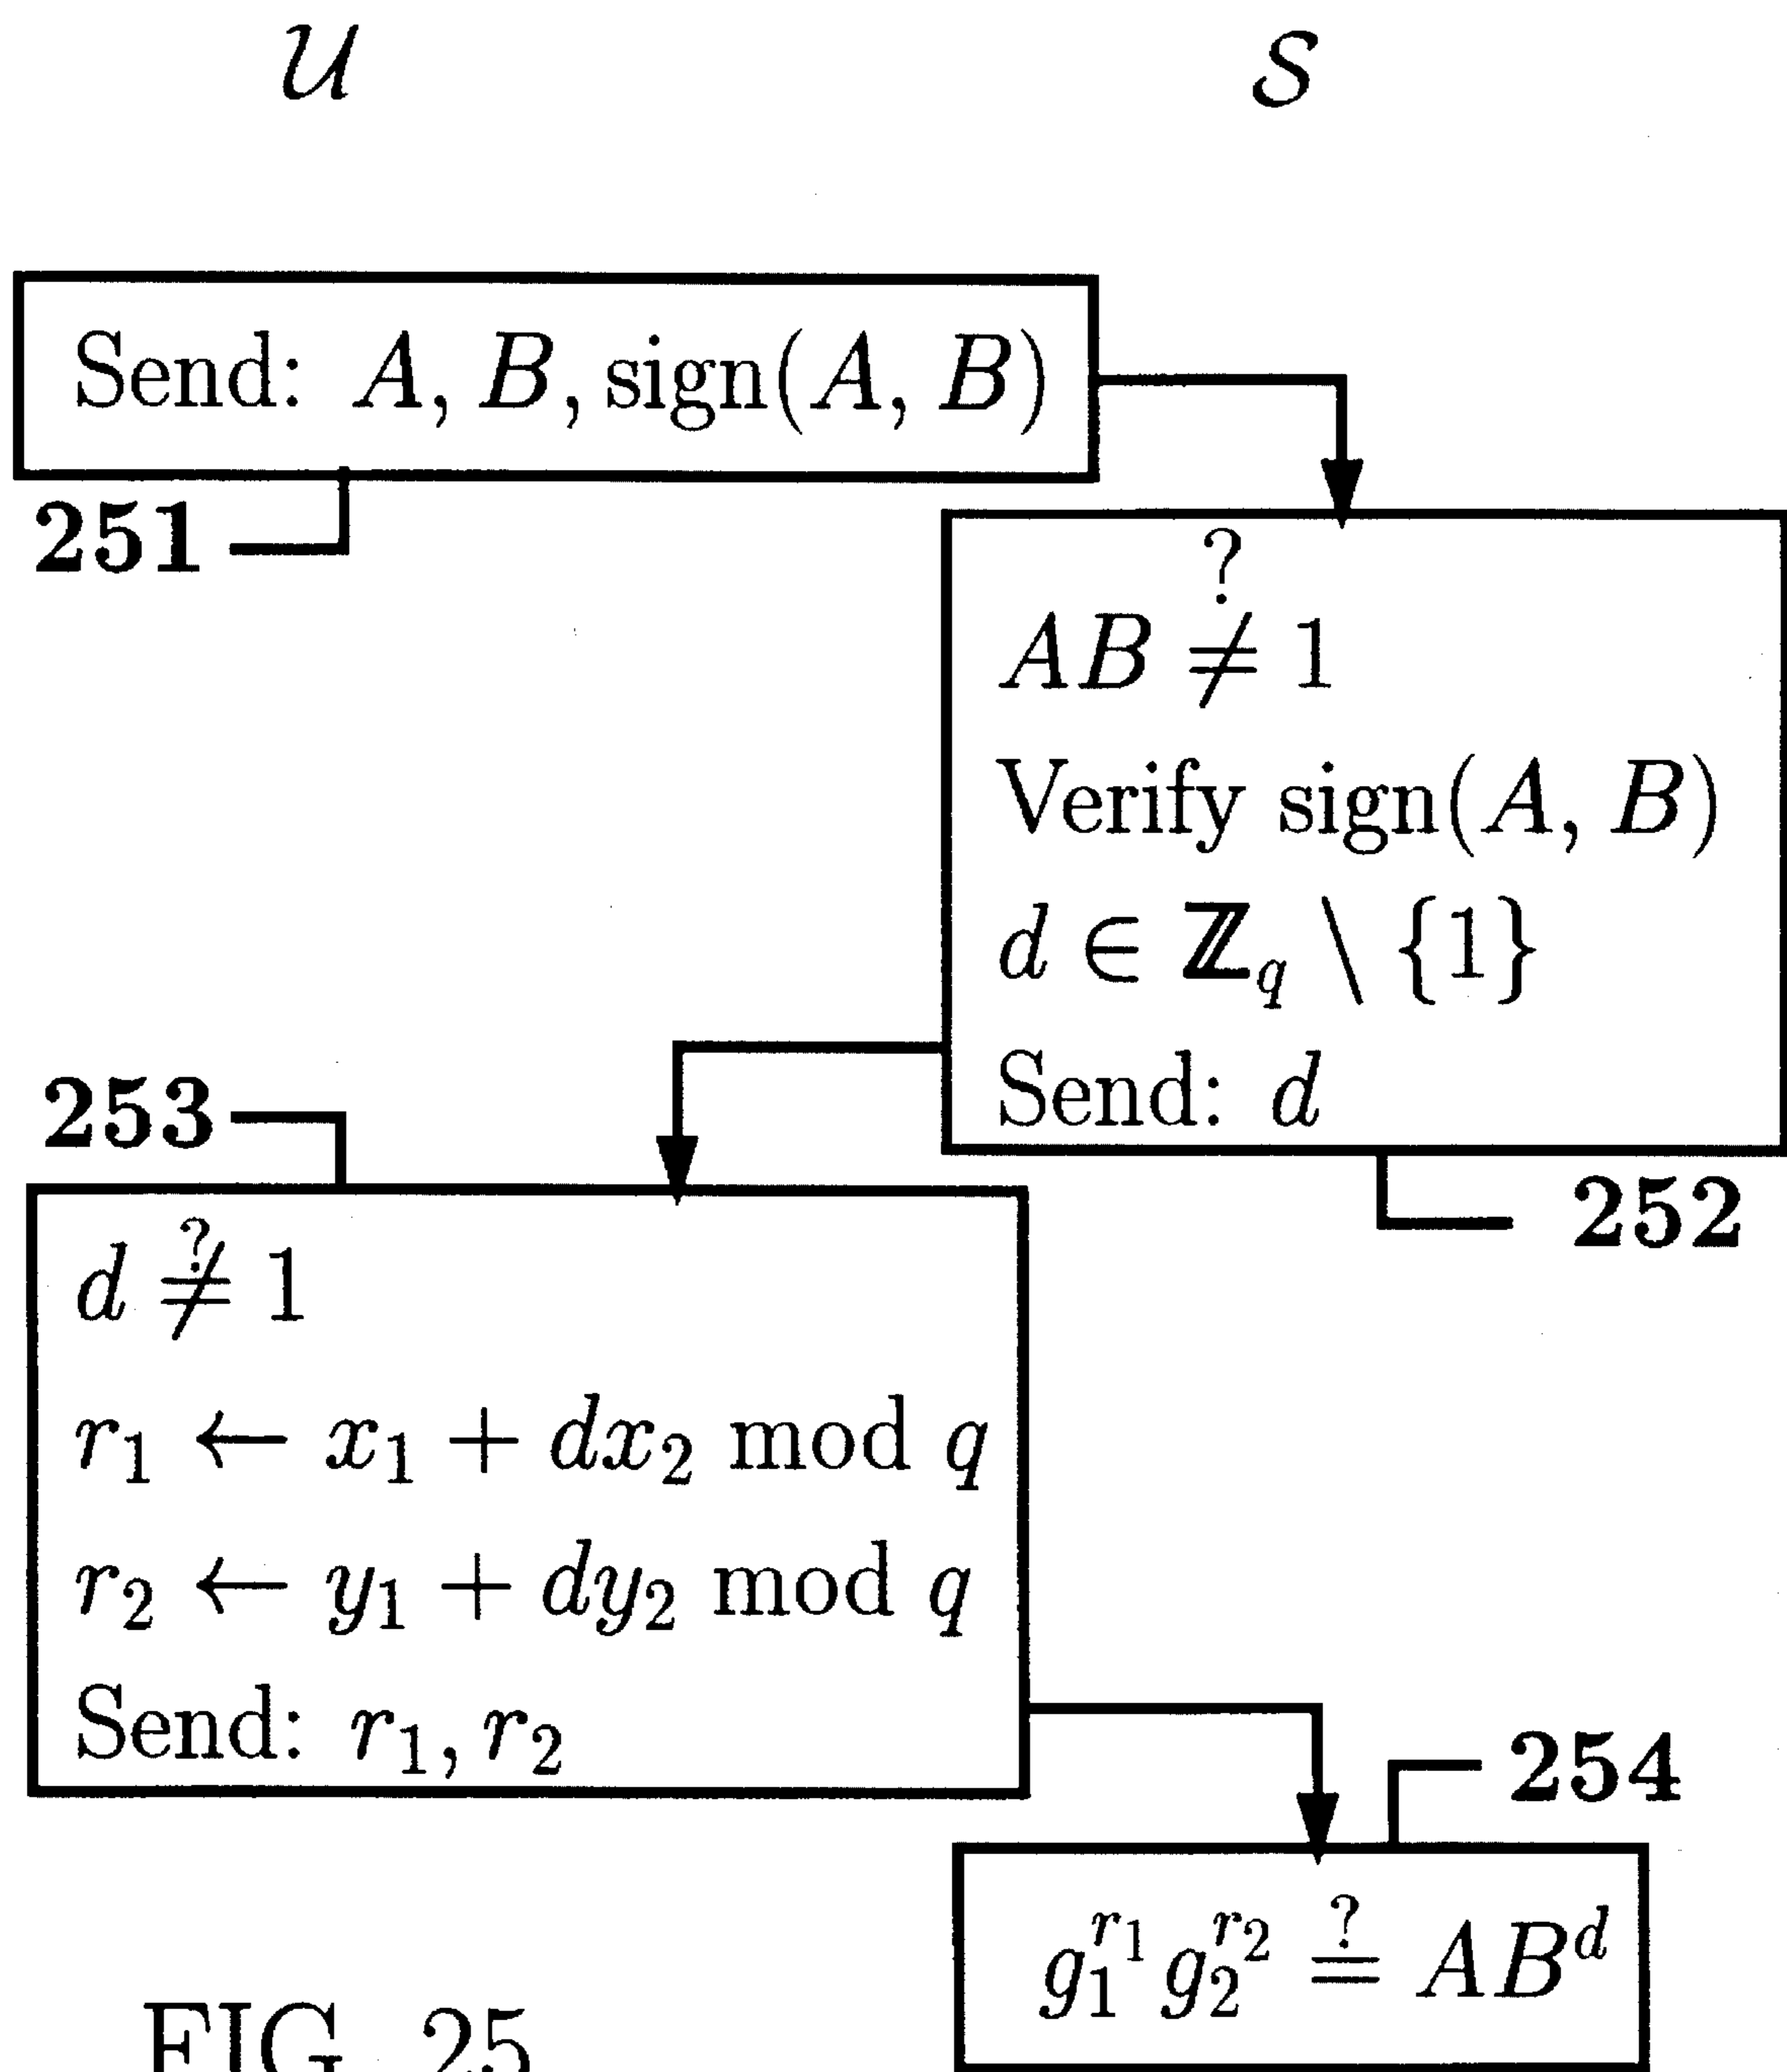 𝒰 𝒮
Send: A, B, sign(A, B)
251
?
AB ≠ 1
Verify sign(A, B)
d ∈ ℤ_q \ {1}
Send: d
252
253
?
d ≠ 1
r₁ ← x₁ + dx₂ mod q
r₂ ← y₁ + dy₂ mod q
Send: r₁, r₂
254
g₁^{r₁} g₂^{r₂} ≟ AB^d
FIG. 25